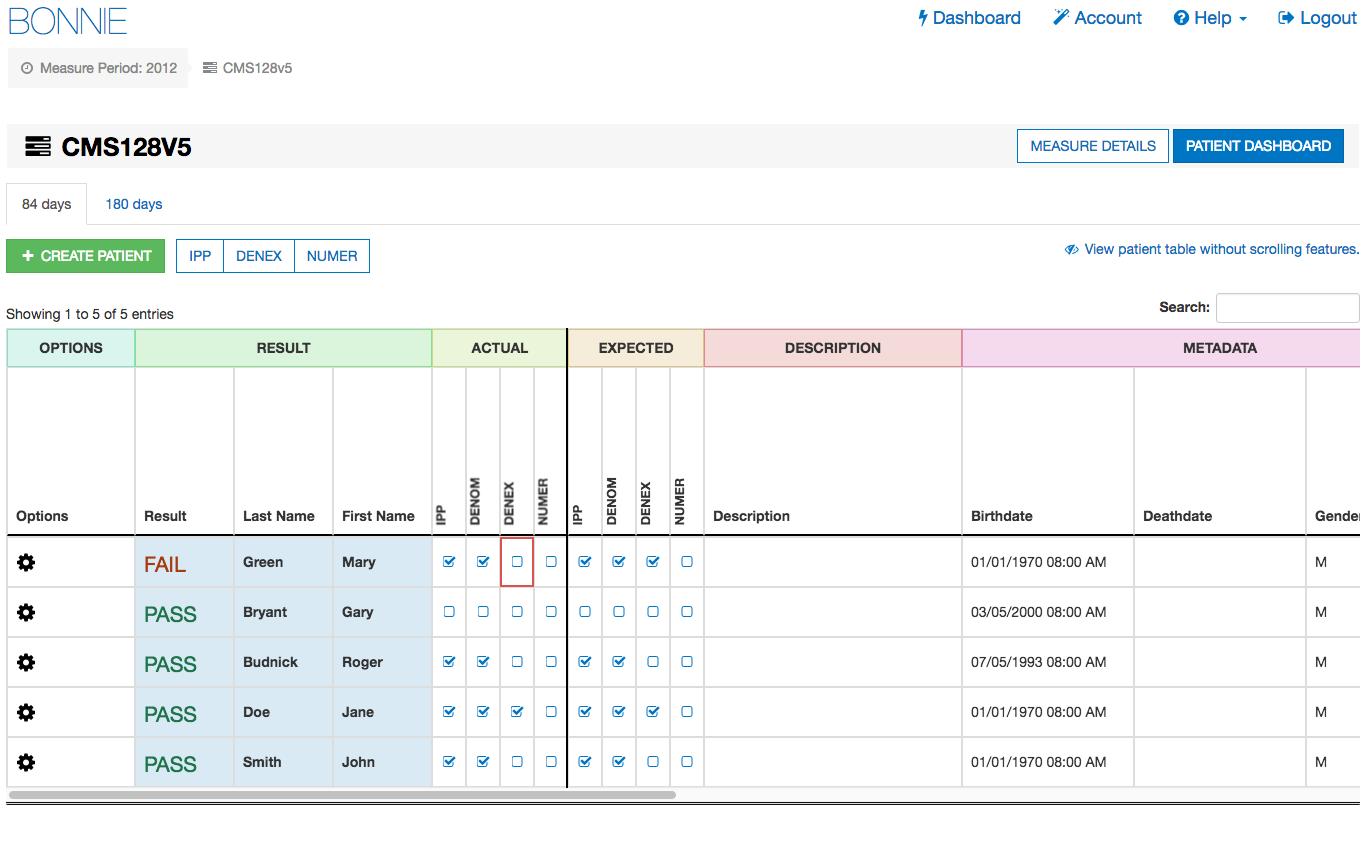 BONNIE
Dashboard Account Help Logout
Measure Period: 2012 CMS128v5
CMS128V5
MEASURE DETAILS PATIENT DASHBOARD
84 days 180 days
+ CREATE PATIENT IPP DENEX NUMER
View patient table without scrolling features.
Search:
Showing 1 to 5 of 5 entries
OPTIONS RESULT ACTUAL EXPECTED DESCRIPTION METADATA
Options Result Last Name First Name IPP DENOM DENEX NUMER IPP DENOM DENEX NUMER Description Birthdate Deathdate Gender
FAIL Green Mary 01/01/1970 08:00 AM M
PASS Bryant Gary 03/05/2000 08:00 AM M
PASS Budnick Roger 07/05/1993 08:00 AM M
PASS Doe Jane 01/01/1970 08:00 AM M
PASS Smith John 01/01/1970 08:00 AM M